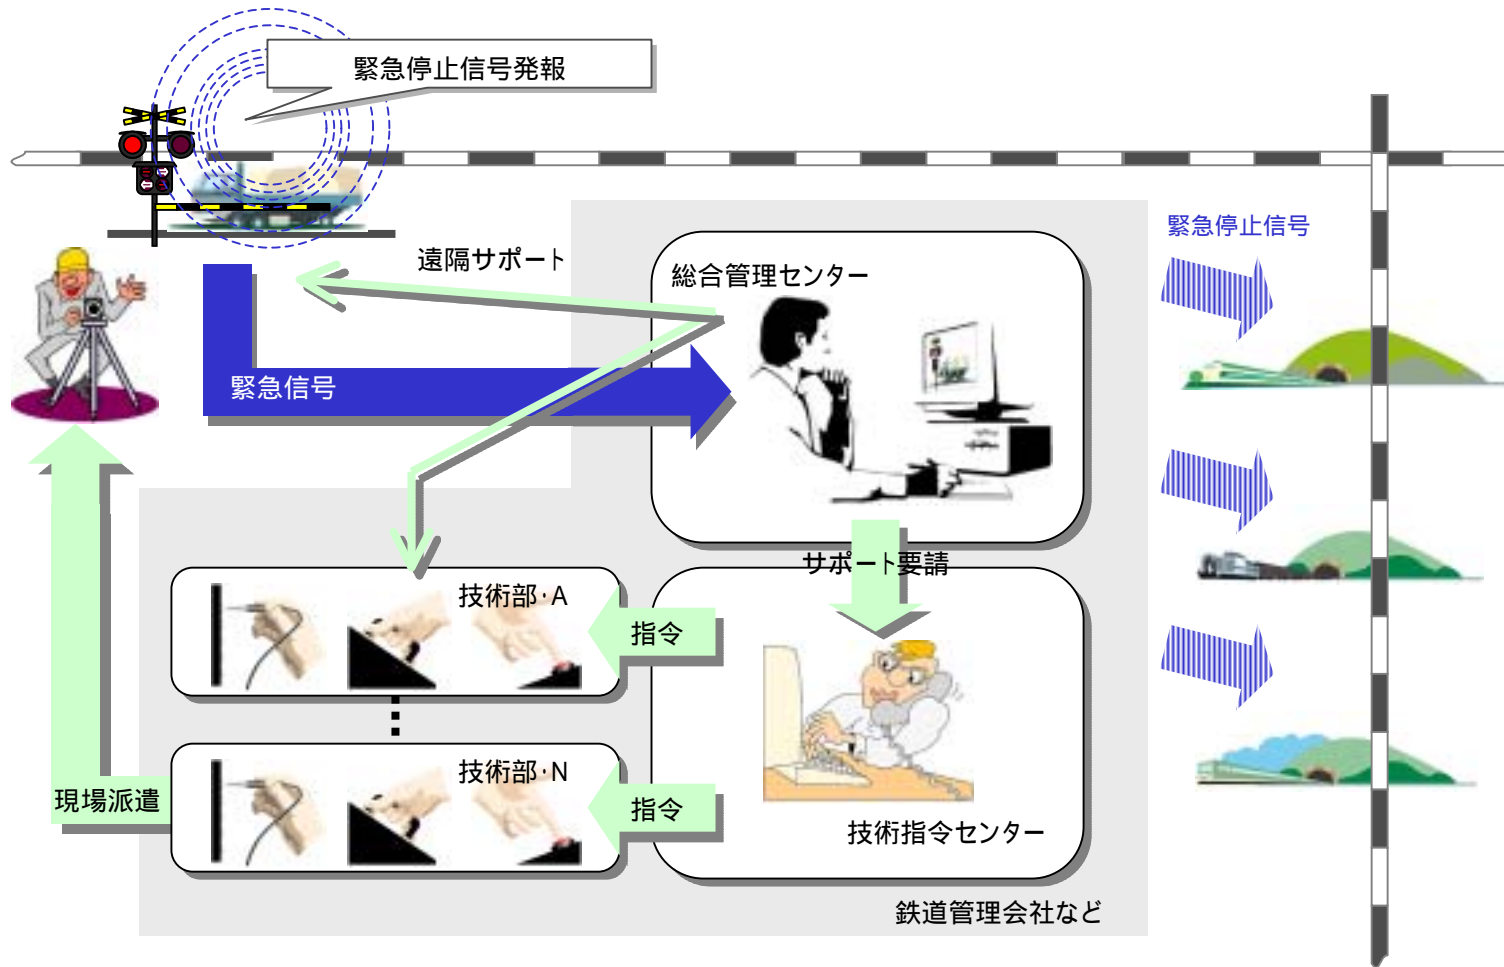 緊急停止信号発報
緊急停止信号
遠隔サポート
総合管理センター
緊急信号
サポート要請
技術部・A
指令
技術部・N
指令
現場派遣
技術指令センター
鉄道管理会社など